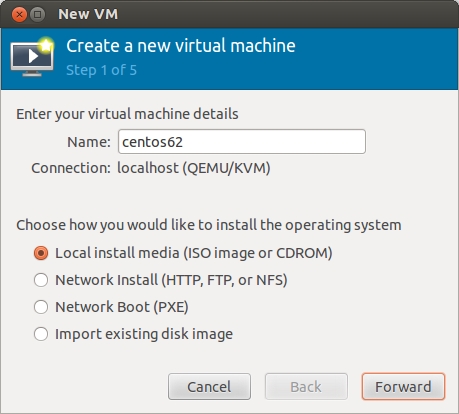 New VM
Create a new virtual machine
Step 1 of 5
Enter your virtual machine details
Name: centos62
Connection: localhost (QEMU/KVM)
Choose how you would like to install the operating system
Local install media (ISO image or CDROM)
Network Install (HTTP, FTP, or NFS)
Network Boot (PXE)
Import existing disk image
Cancel Back Forward